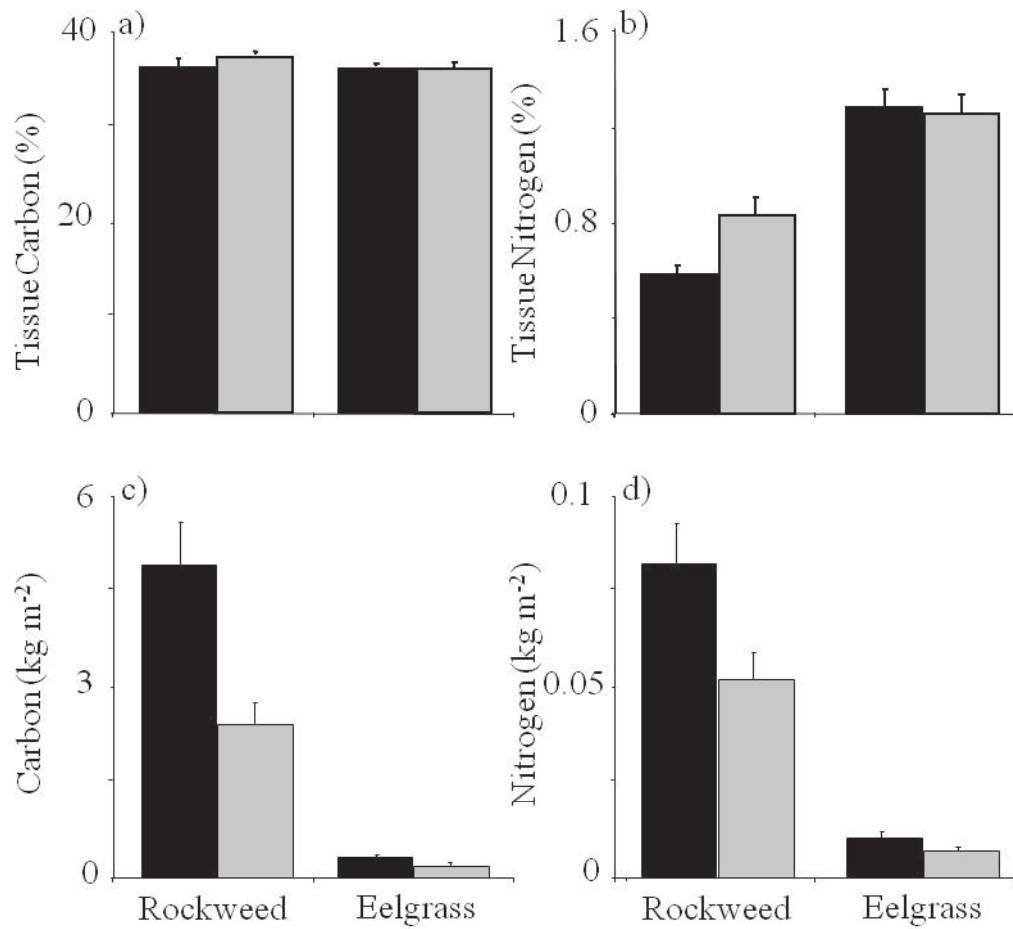 a)
40
20
0
Tissue Carbon (%)
b)
1.6
0.8
0
Tissue Nitrogen (%)
c)
6
3
0
Carbon (kg m-2)
Rockweed Eelgrass
d)
0.1
0.05
0
Nitrogen (kg m-2)
Rockweed Eelgrass